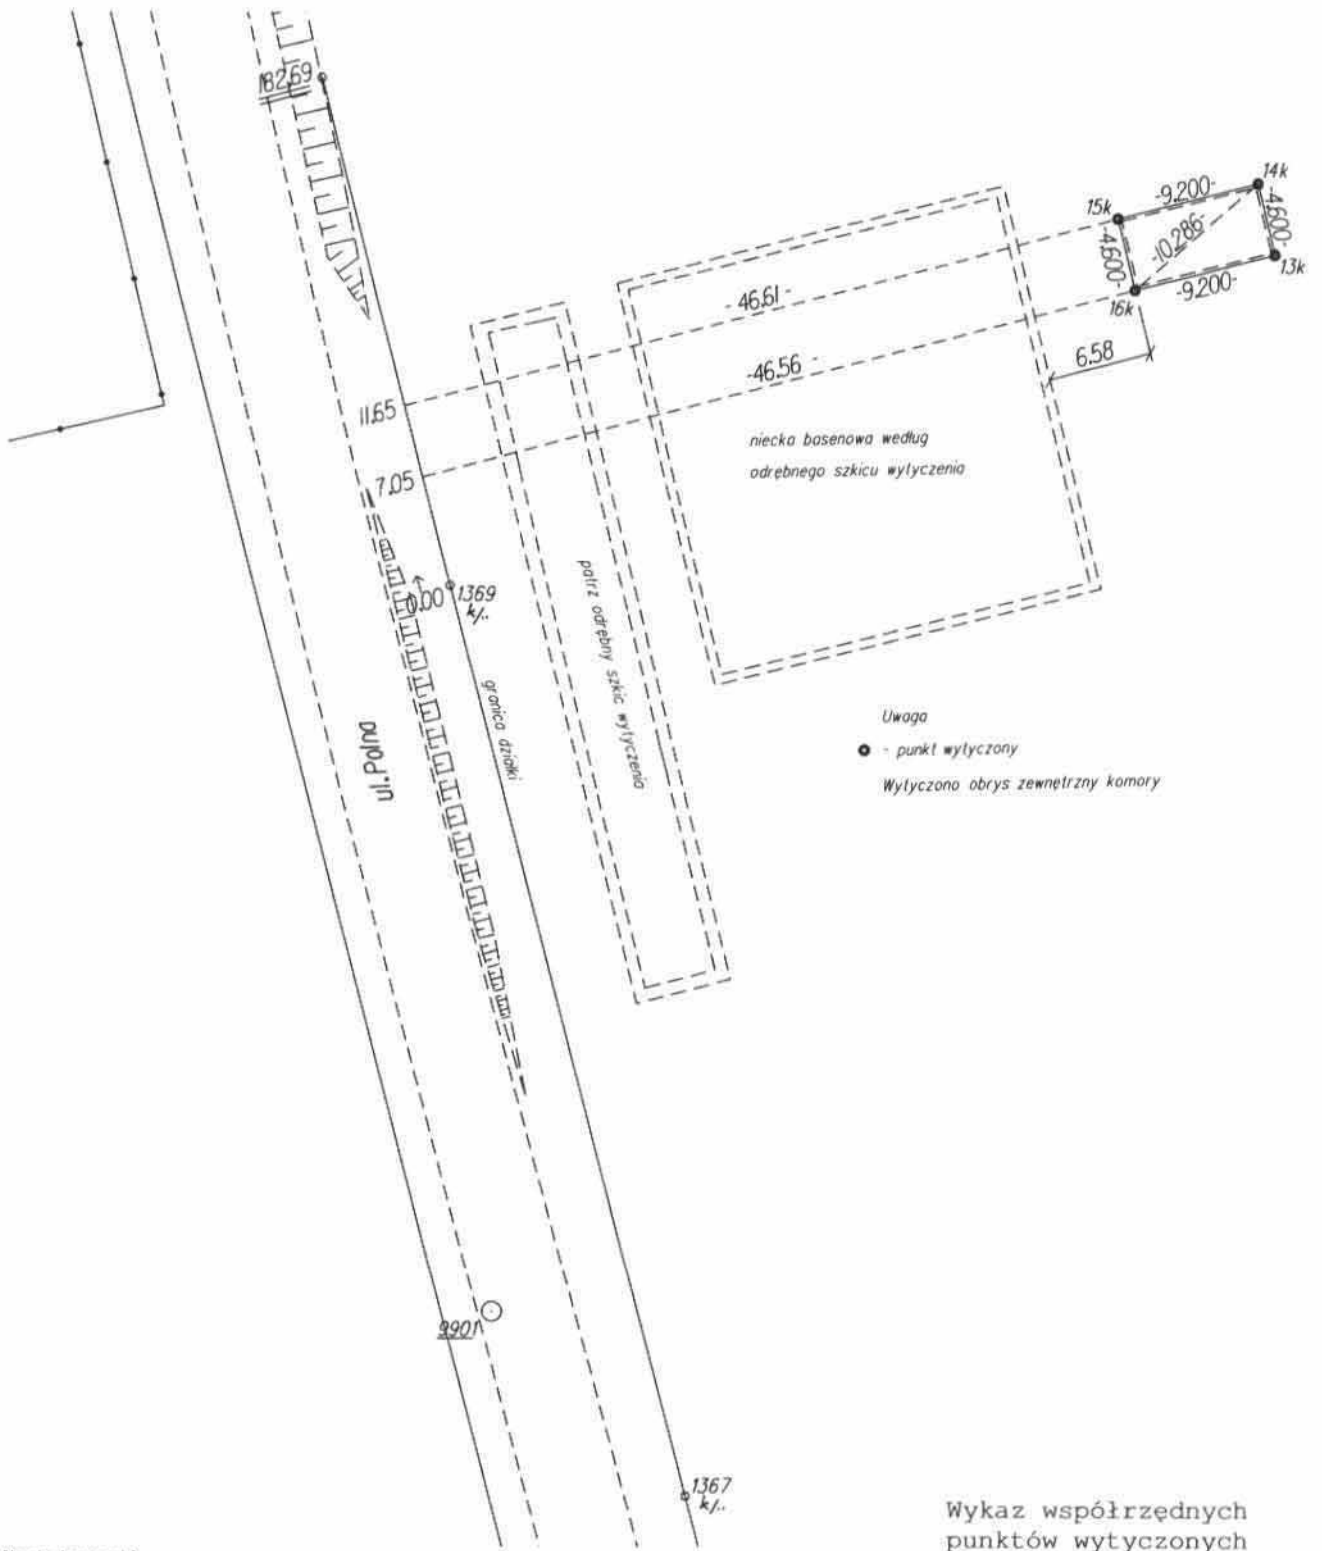 182.69
14k
-9.200-
15k
-4.600-
-10.286-
-4.600-
13k
-9.200-
16k
- 46.61 -
6.58
-46.56 -
11.65
niecka basenowa według
odrębnego szkicu wytyczenia
7.05
0.00
1369
k/..
patrz odrębny szkic wytyczenia
granica działki
ul.Polna
Uwaga
- punkt wytyczony
Wytyczono obrys zewnętrzny komory
9901
1367
k/..
Wykaz współrzędnych
punktów wytyczonych